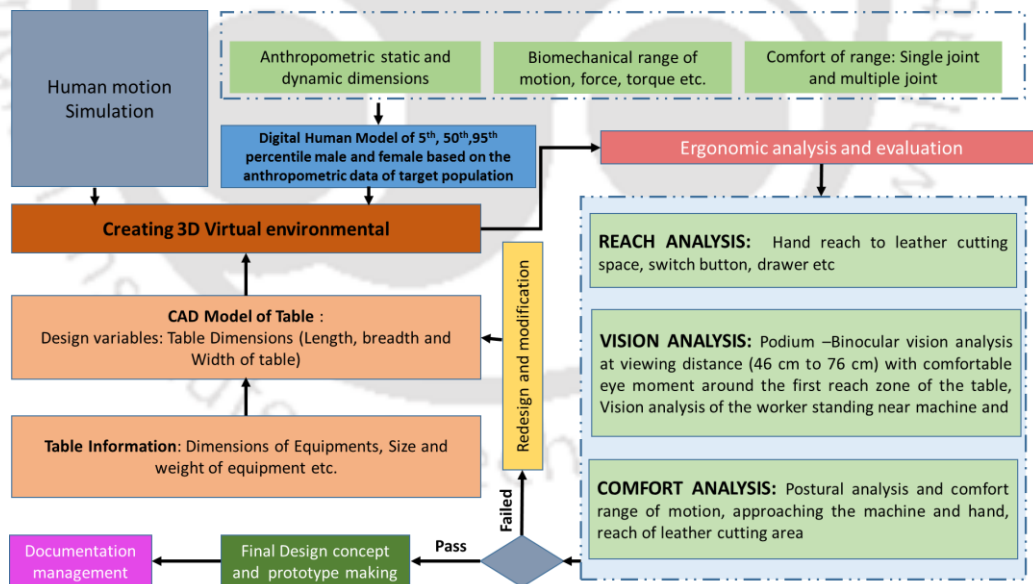 Human motion
Simulation
Anthropometric static and
dynamic dimensions
Biomechanical range of
motion, force, torque etc.
Comfort of range: Single joint
and multiple joint
Digital Human Model of 5th, 50th,95th
percentile male and female based on the
anthropometric data of target population
Ergonomic analysis and evaluation
Creating 3D Virtual environmental
REACH ANALYSIS: Hand reach to leather cutting
space, switch button, drawer etc
CAD Model of Table :
Design variables: Table Dimensions (Length, breadth and
Width of table)
Redesign and modification
VISION ANALYSIS: Podium –Binocular vision analysis
at viewing distance (46 cm to 76 cm) with comfortable
eye moment around the first reach zone of the table,
Vision analysis of the worker standing near machine and
Table Information: Dimensions of Equipments, Size and
weight of equipment etc.
COMFORT ANALYSIS: Postural analysis and comfort
range of motion, approaching the machine and hand,
reach of leather cutting area
Failed
Pass
Final Design concept
and prototype making
Documentation
management